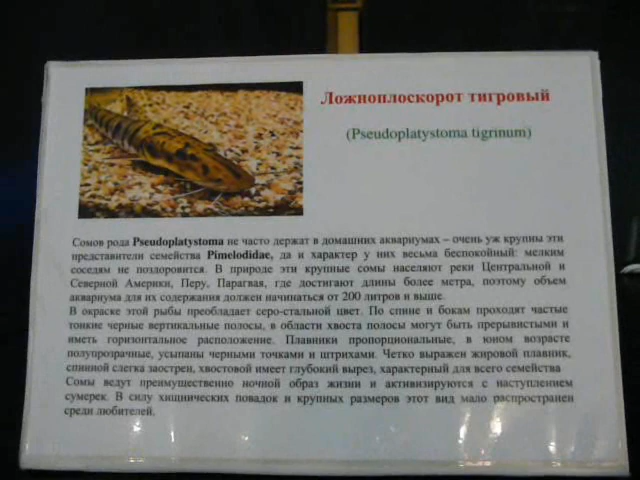 Ложноплоскорот тигровый
(Pseudoplatystoma tigrinum)
Сомов рода Pseudoplatystoma не часто держат в домашних аквариумах – очень уж крупны эти
представители семейства Pimelodidae, да и характер у них весьма беспокойный: мелким
соседям не поздоровится. В природе эти крупные сомы населяют реки Центральной и
Северной Америки, Перу, Парагвая, где достигают длины более метра, поэтому объем
аквариума для их содержания должен начинаться от 200 литров и выше.
В окраске этой рыбы преобладает серо-стальной цвет. По спине и бокам проходят частые
тонкие черные вертикальные полосы, в области хвоста полосы могут быть прерывистыми и
иметь горизонтальное расположение. Плавники пропорциональные, в юном возрасте
полупрозрачные, усыпаны черными точками и штрихами. Четко выражен жировой плавник,
спинной слегка заострен, хвостовой имеет глубокий вырез, характерный для всего семейства
Сомы ведут преимущественно ночной образ жизни и активизируются с наступлением
сумерек. В силу хищнических повадок и крупных размеров этот вид мало распространен
среди любителей.